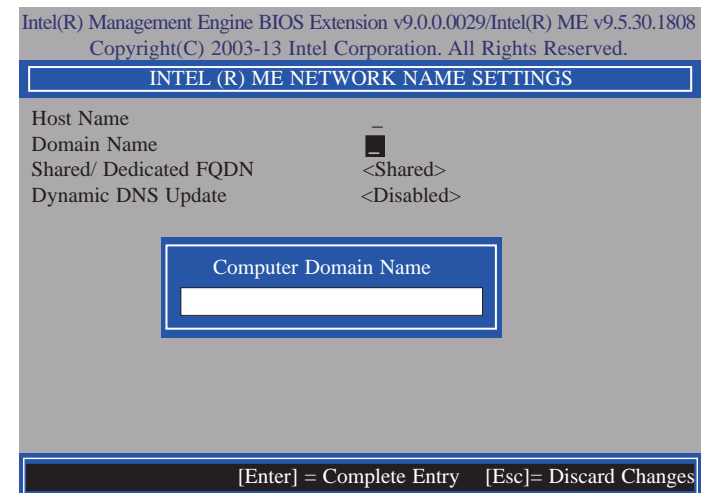 Intel(R) Management Engine BIOS Extension v9.0.0.0029/Intel(R) ME v9.5.30.1808
Copyright(C) 2003-13 Intel Corporation. All Rights Reserved.
INTEL (R) ME NETWORK NAME SETTINGS
Host Name _
Domain Name _
Shared/ Dedicated FQDN <Shared>
Dynamic DNS Update <Disabled>
Computer Domain Name
[Enter] = Complete Entry [Esc]= Discard Changes